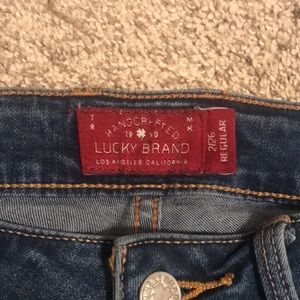 T R M K
HANDCRAFTED
19 90
LUCKY BRAND
LOS ANGELES CALIFORNIA
2/26
REGULAR